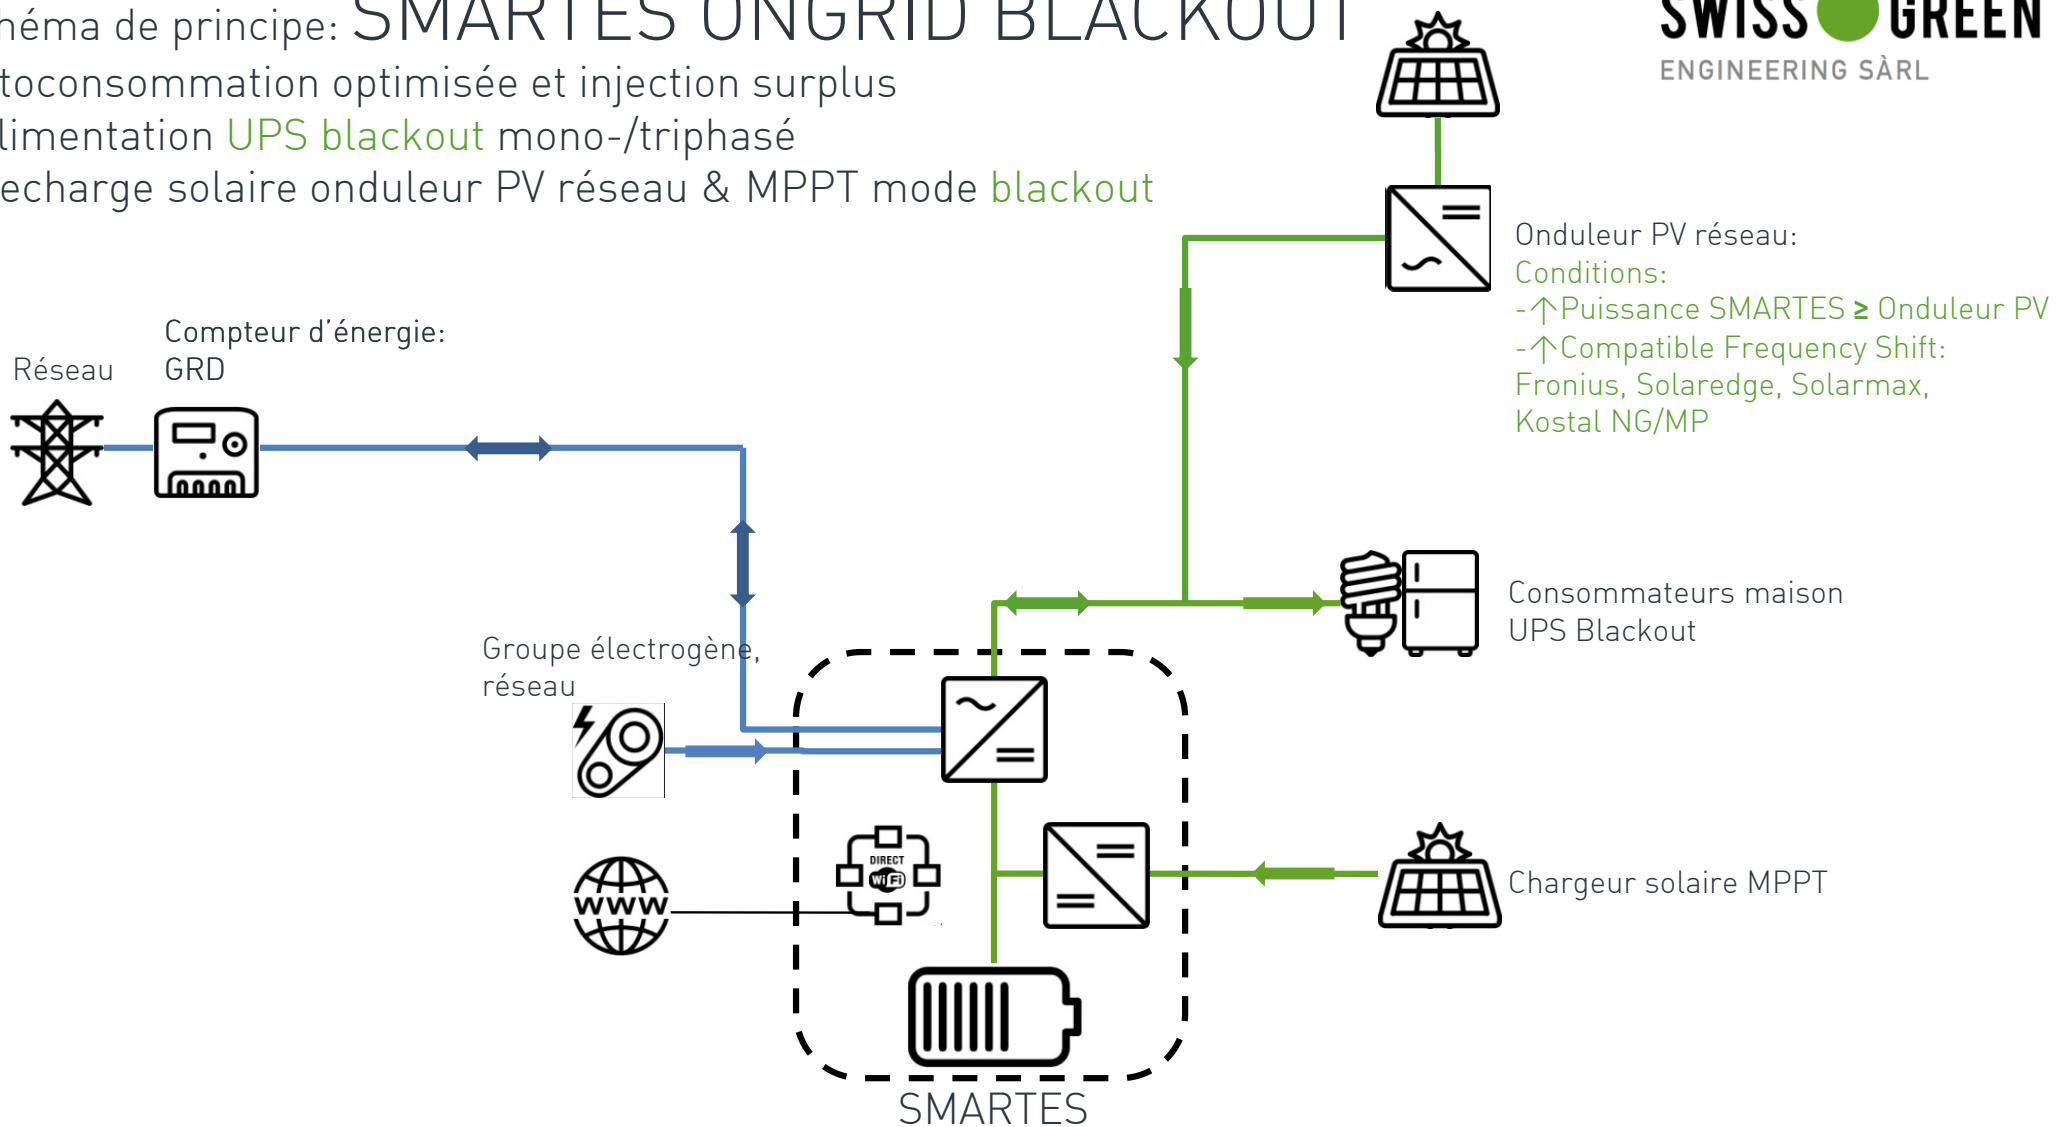 héma de principe: SMARTES ONGRID BLACKOUT
toconsommation optimisée et injection surplus
limentation UPS blackout mono-/triphasé
echarge solaire onduleur PV réseau & MPPT mode blackout
SWISS GREEN
ENGINEERING SÀRL
Onduleur PV réseau:
Conditions:
-↑Puissance SMARTES ≥ Onduleur PV
-↑Compatible Frequency Shift:
Fronius, Solaredge, Solarmax,
Kostal NG/MP
Compteur d'énergie:
GRD
Réseau
Consommateurs maison
UPS Blackout
Groupe électrogène,
réseau
DIRECT
WiFi
WWW
Chargeur solaire MPPT
SMARTES